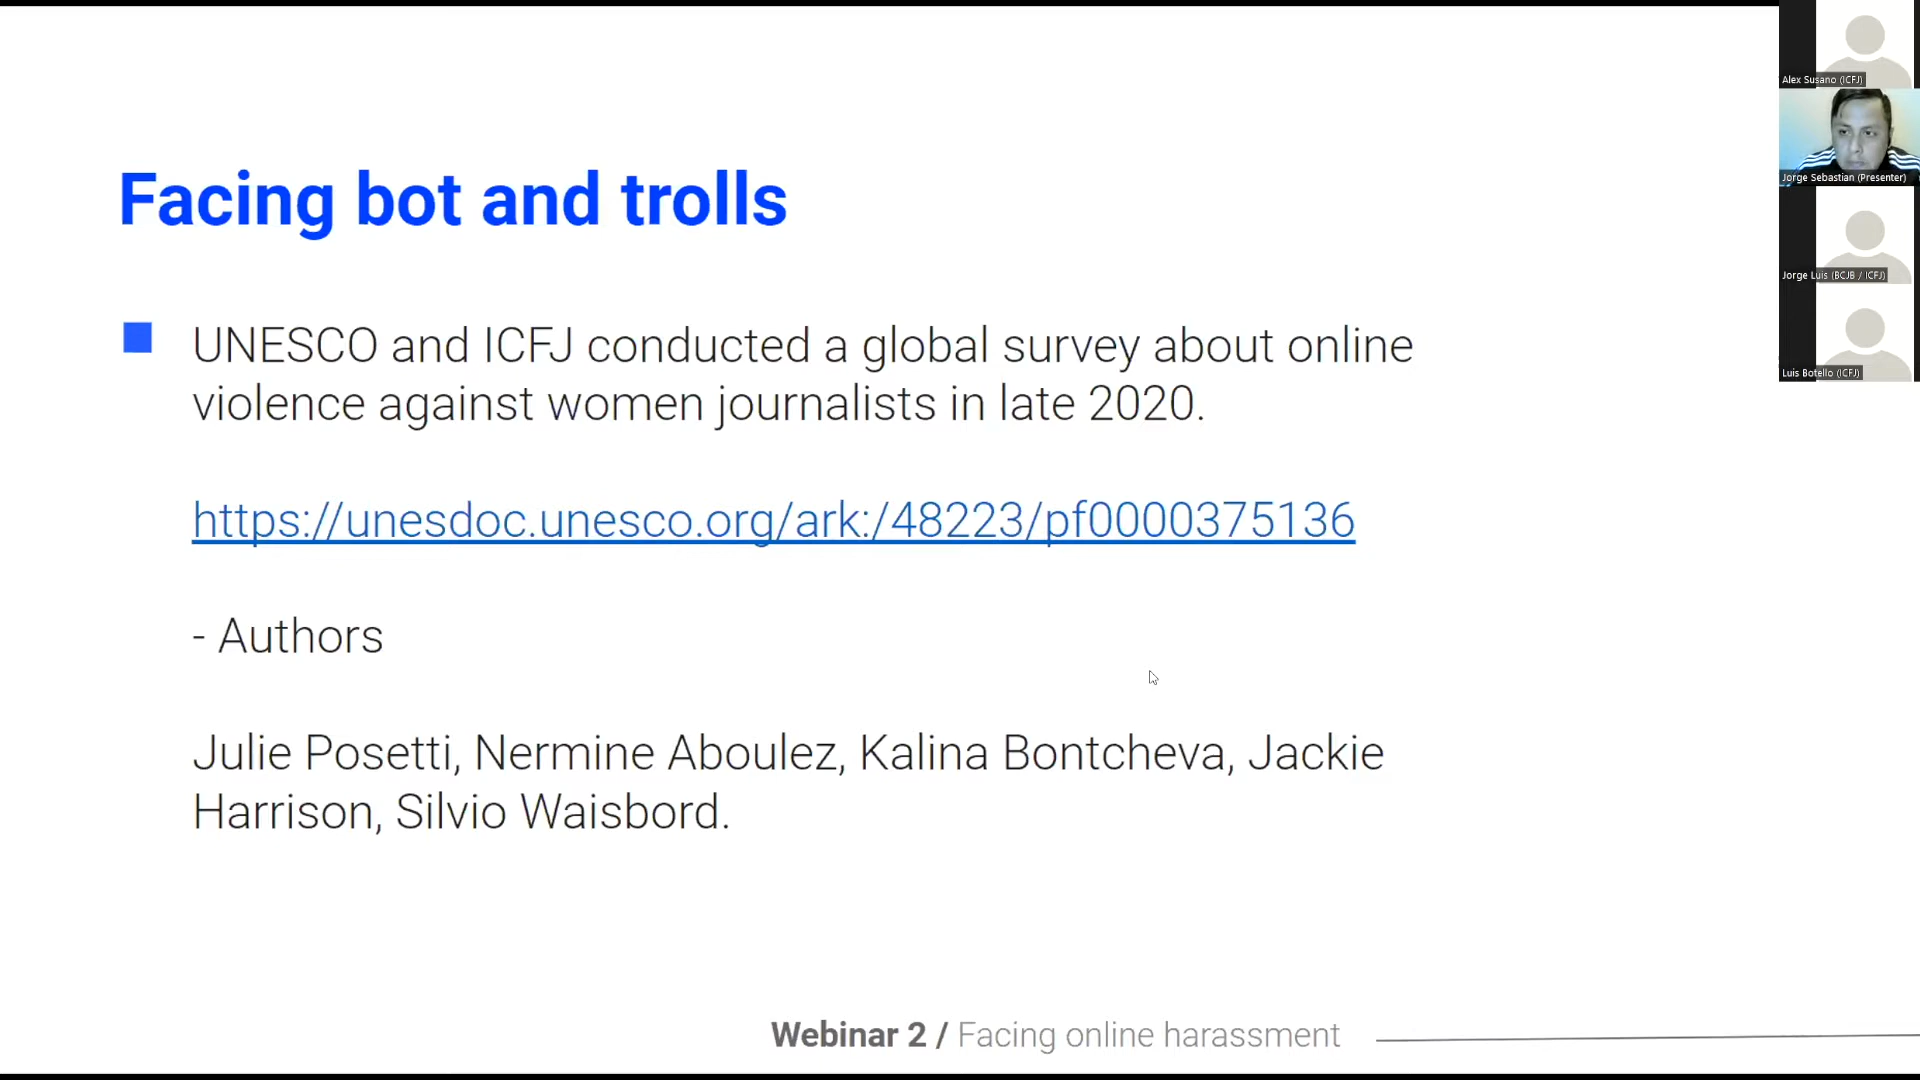 Facing bot and trolls
UNESCO and ICFJ conducted a global survey about online
violence against women journalists in late 2020.
https://unesdoc.unesco.org/ark:/48223/pf0000375136
- Authors
Julie Posetti, Nermine Aboulez, Kalina Bontcheva, Jackie
Harrison, Silvio Waisbord.
Webinar 2 / Facing online harassment
Alex Susano (ICFJ)
Jorge Sebastian (Presenter)
Jorge Luis (BCJB / ICFJ)
Luis Botello (ICFJ)